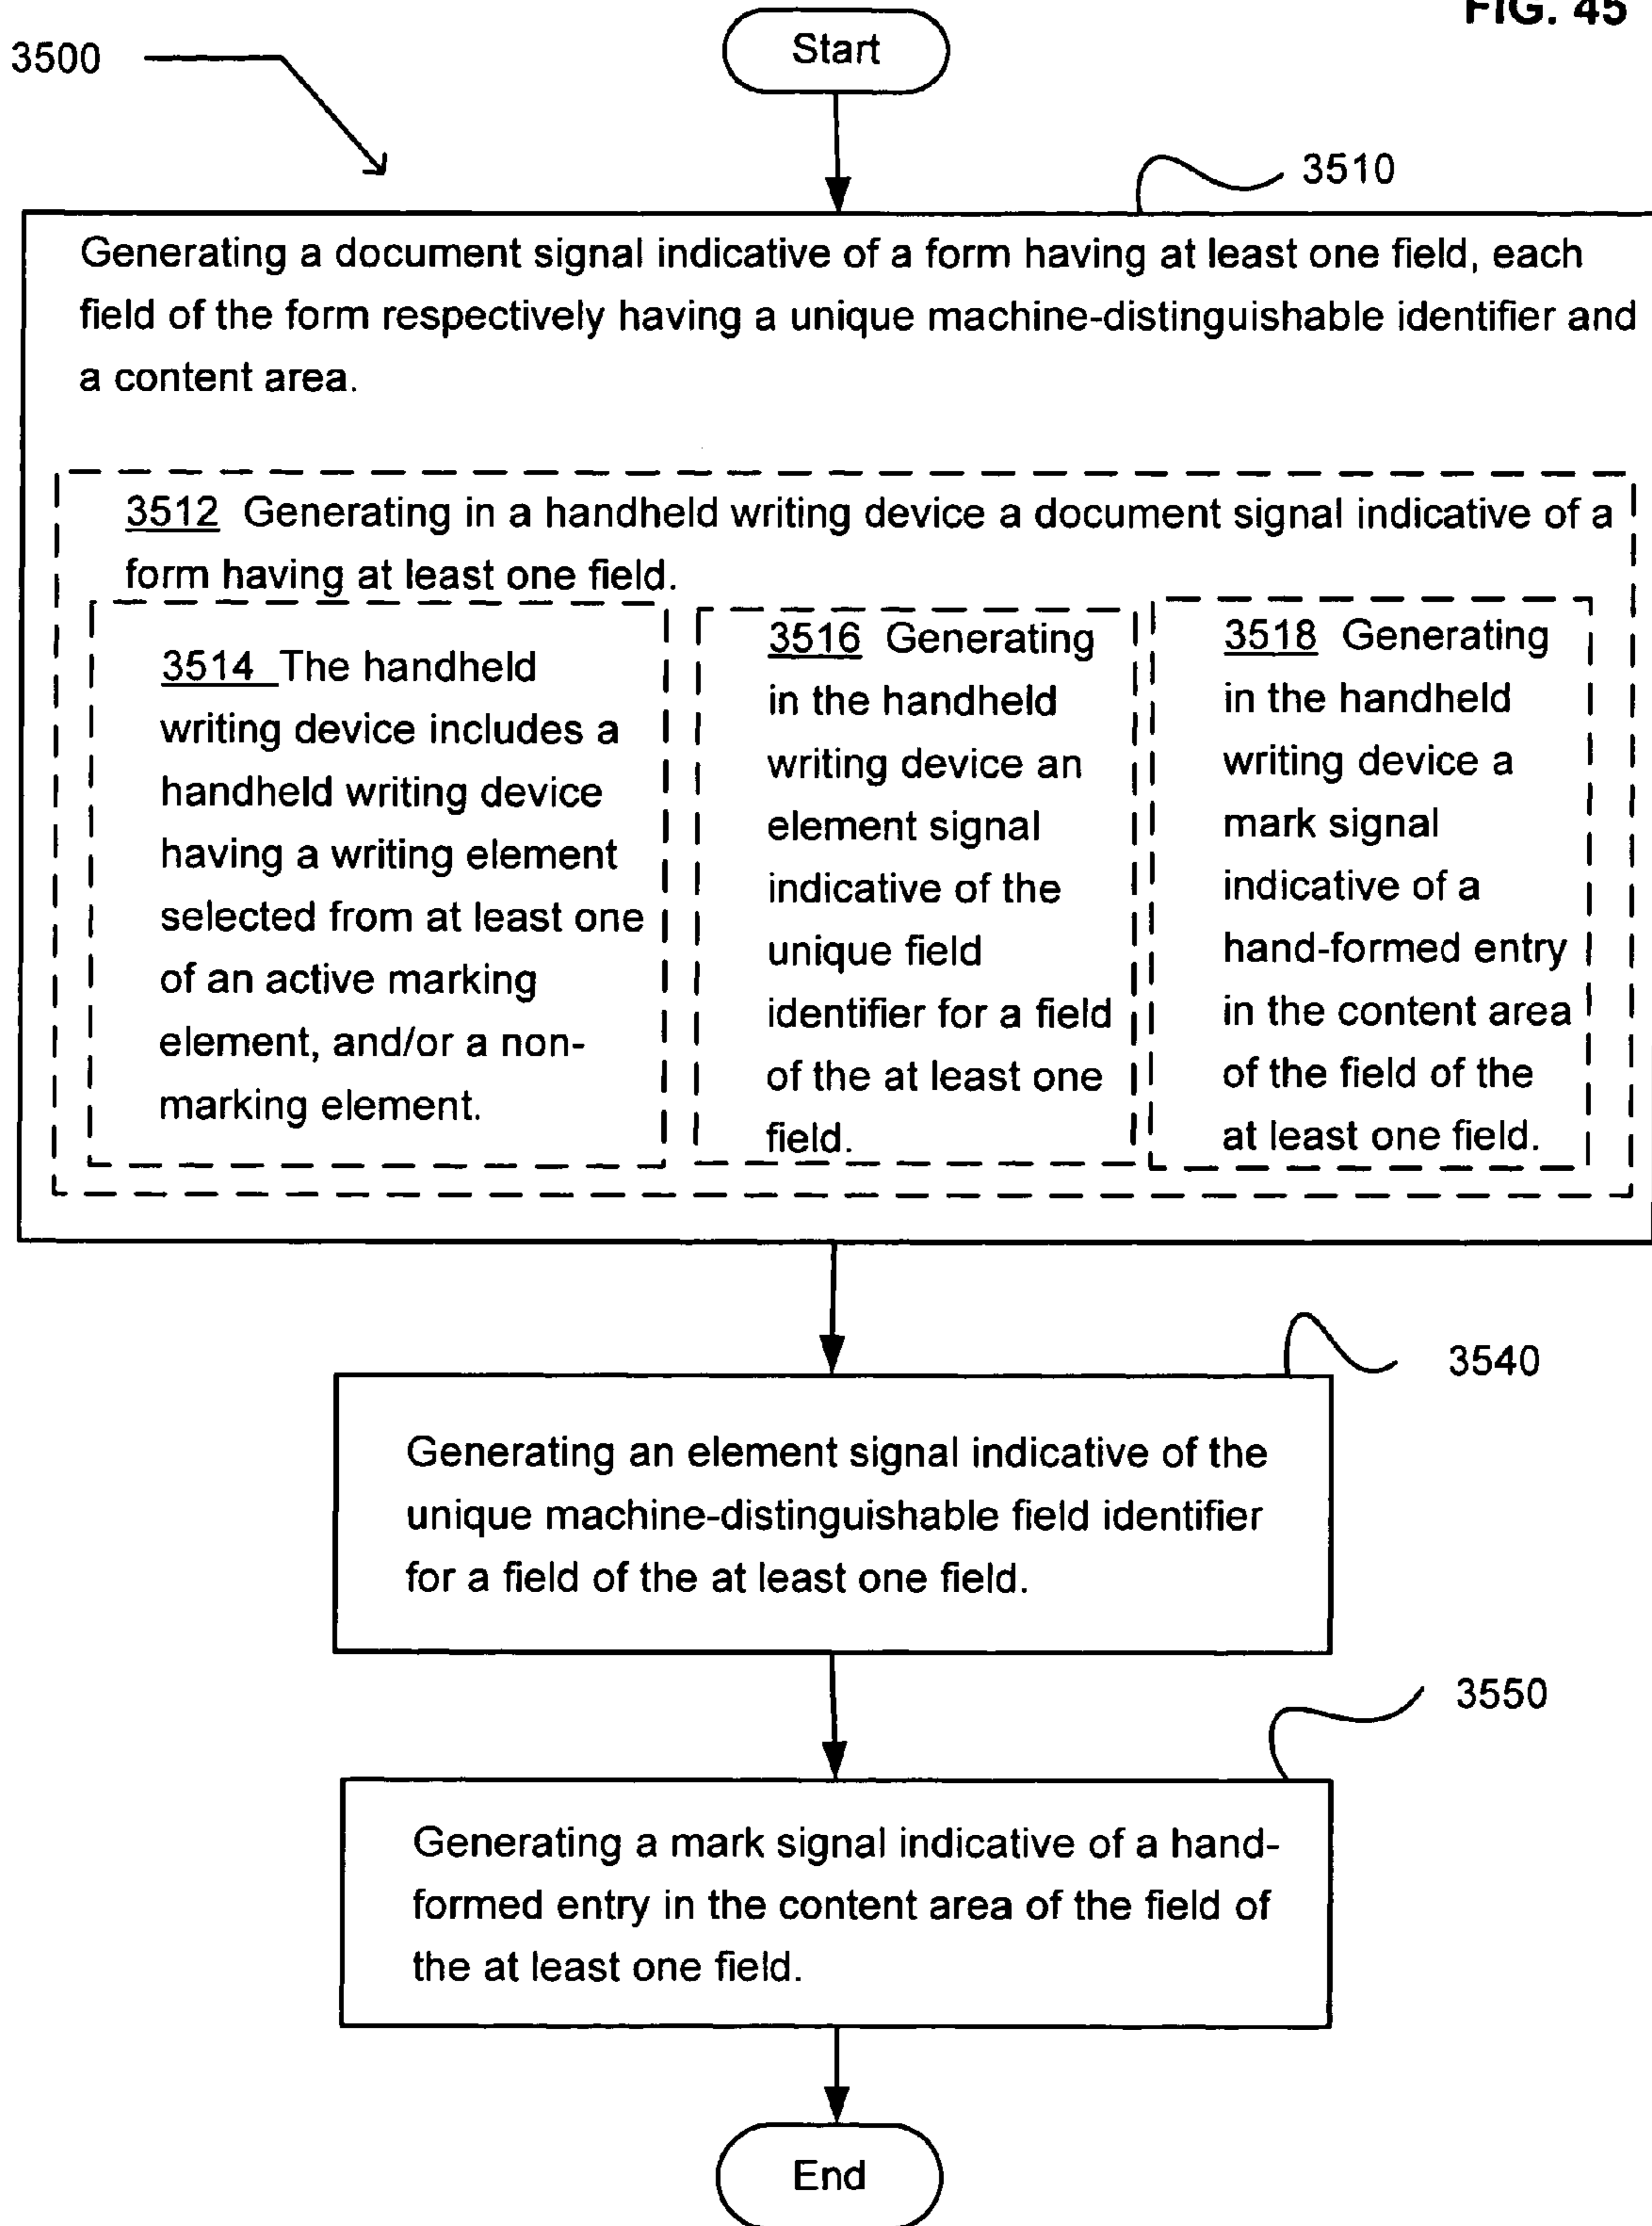 FIG. 45
3500
Start
3510
Generating a document signal indicative of a form having at least one field, each
field of the form respectively having a unique machine-distinguishable identifier and
a content area.
3512 Generating in a handheld writing device a document signal indicative of a
form having at least one field.
3514 The handheld
writing device includes a
handheld writing device
having a writing element
selected from at least one
of an active marking
element, and/or a non-
marking element.
3516 Generating
in the handheld
writing device an
element signal
indicative of the
unique field
identifier for a field
of the at least one
field.
3518 Generating
in the handheld
writing device a
mark signal
indicative of a
hand-formed entry
in the content area
of the field of the
at least one field.
3540
Generating an element signal indicative of the
unique machine-distinguishable field identifier
for a field of the at least one field.
3550
Generating a mark signal indicative of a hand-
formed entry in the content area of the field of
the at least one field.
End